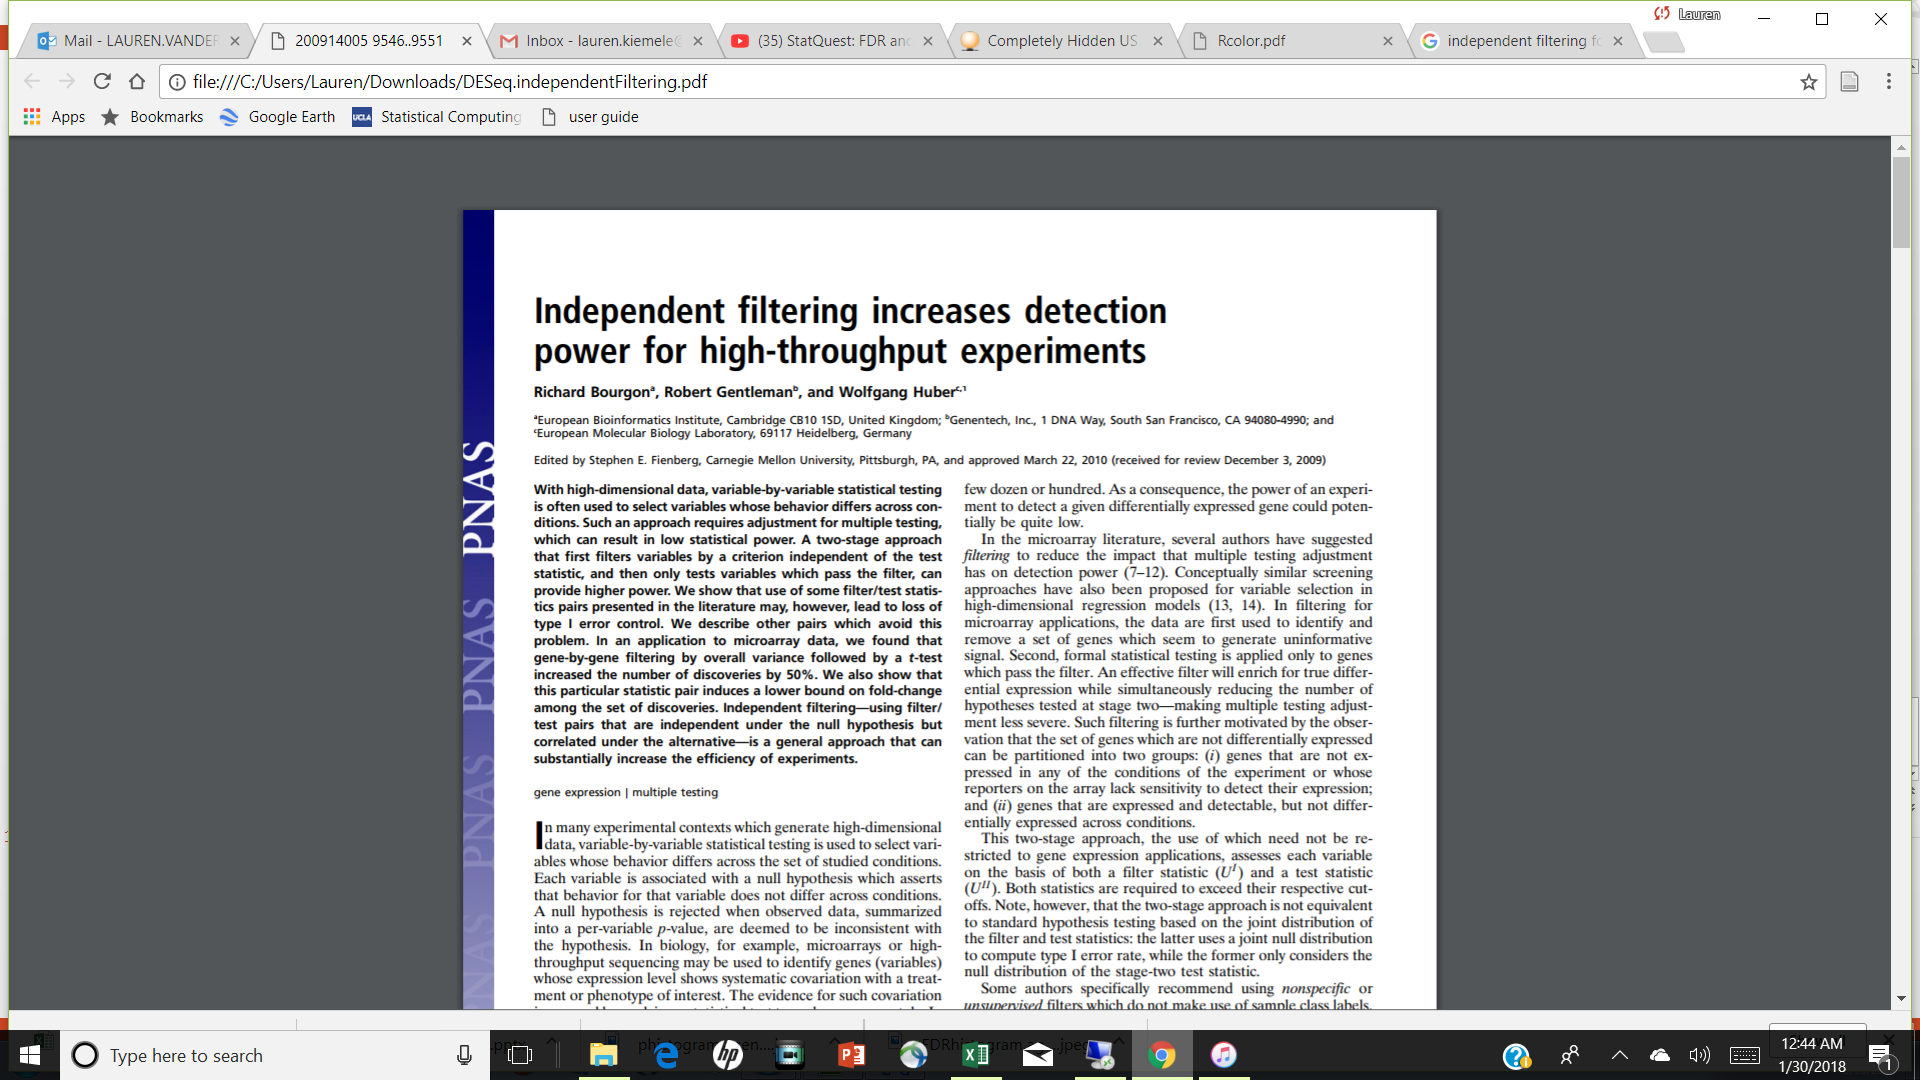 Lauren
Mail - LAUREN.VANDER
200914005 9546..9551
Inbox - lauren.kiemele@
(35) StatQuest: FDR and
Completely Hidden US
Rcolor.pdf
independent filtering fo
file:///C:/Users/Lauren/Downloads/DESeq.independentFiltering.pdf
Apps
Bookmarks
Google Earth
UCLA
Statistical Computing
user guide
PNAS PNAS PNAS PNAS
Independent filtering increases detection
power for high-throughput experiments
Richard Bourgonᵃ, Robert Gentlemanᵇ, and Wolfgang Huberᶜ,¹
ᵃEuropean Bioinformatics Institute, Cambridge CB10 1SD, United Kingdom; ᵇGenentech, Inc., 1 DNA Way, South San Francisco, CA 94080-4990; and
ᶜEuropean Molecular Biology Laboratory, 69117 Heidelberg, Germany
Edited by Stephen E. Fienberg, Carnegie Mellon University, Pittsburgh, PA, and approved March 22, 2010 (received for review December 3, 2009)
With high-dimensional data, variable-by-variable statistical testing
is often used to select variables whose behavior differs across con-
ditions. Such an approach requires adjustment for multiple testing,
which can result in low statistical power. A two-stage approach
that first filters variables by a criterion independent of the test
statistic, and then only tests variables which pass the filter, can
provide higher power. We show that use of some filter/test statis-
tics pairs presented in the literature may, however, lead to loss of
type I error control. We describe other pairs which avoid this
problem. In an application to microarray data, we found that
gene-by-gene filtering by overall variance followed by a t-test
increased the number of discoveries by 50%. We also show that
this particular statistic pair induces a lower bound on fold-change
among the set of discoveries. Independent filtering—using filter/
test pairs that are independent under the null hypothesis but
correlated under the alternative—is a general approach that can
substantially increase the efficiency of experiments.
gene expression | multiple testing
In many experimental contexts which generate high-dimensional
data, variable-by-variable statistical testing is used to select vari-
ables whose behavior differs across the set of studied conditions.
Each variable is associated with a null hypothesis which asserts
that behavior for that variable does not differ across conditions.
A null hypothesis is rejected when observed data, summarized
into a per-variable p-value, are deemed to be inconsistent with
the hypothesis. In biology, for example, microarrays or high-
throughput sequencing may be used to identify genes (variables)
whose expression level shows systematic covariation with a treat-
ment or phenotype of interest. The evidence for such covariation
few dozen or hundred. As a consequence, the power of an experi-
ment to detect a given differentially expressed gene could poten-
tially be quite low.
In the microarray literature, several authors have suggested
filtering to reduce the impact that multiple testing adjustment
has on detection power (7–12). Conceptually similar screening
approaches have also been proposed for variable selection in
high-dimensional regression models (13, 14). In filtering for
microarray applications, the data are first used to identify and
remove a set of genes which seem to generate uninformative
signal. Second, formal statistical testing is applied only to genes
which pass the filter. An effective filter will enrich for true differ-
ential expression while simultaneously reducing the number of
hypotheses tested at stage two—making multiple testing adjust-
ment less severe. Such filtering is further motivated by the obser-
vation that the set of genes which are not differentially expressed
can be partitioned into two groups: (i) genes that are not ex-
pressed in any of the conditions of the experiment or whose
reporters on the array lack sensitivity to detect their expression;
and (ii) genes that are expressed and detectable, but not differ-
entially expressed across conditions.
This two-stage approach, the use of which need not be re-
stricted to gene expression applications, assesses each variable
on the basis of both a filter statistic (Uᴵ) and a test statistic
(Uᴵᴵ). Both statistics are required to exceed their respective cut-
offs. Note, however, that the two-stage approach is not equivalent
to standard hypothesis testing based on the joint distribution of
the filter and test statistics: the latter uses a joint null distribution
to compute type I error rate, while the former only considers the
null distribution of the stage-two test statistic.
Some authors specifically recommend using nonspecific or
unsupervised filters which do not make use of sample class labels,
Type here to search
hp
12:44 AM
1/30/2018
1